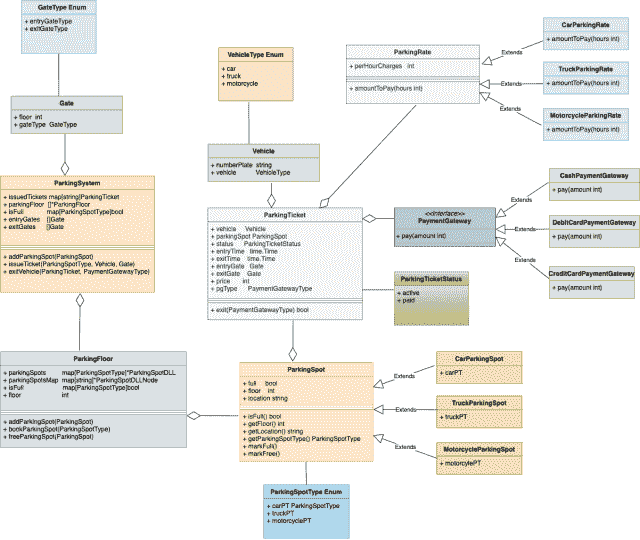 GateType Enum
+ entryGateType
+ exitGateType
Gate
+ floor int
+ gateType GateType
ParkingSystem
+ issuedTickets map[string]ParkingTicket
+ parkingFloor []*ParkingFloor
+ isFull map[ParkingSpotType]bool
+ entryGates []Gate
+ exitGates []Gate
+ addParkingSpot(ParkingSpot)
+ issueTicket(ParkingSpotType, Vehicle, Gate)
+ exitVehicle(ParkingTicket, PaymentGatewayType)
ParkingFloor
+ parkingSpots map[ParkingType]*ParkingSpotDLL
+ parkingSpotsMap map[string]*ParkingSpotDLLNode
+ isFull map[ParkingSpotType]bool
+ floor int
+ addParkingSpot(ParkingSpot)
+ bookParkingSpot(ParkingSpotType)
+ freeParkingSpot(ParkingSpot)
VehicleType Enum
+ car
+ truck
+ motorcycle
Vehicle
+ numberPlate string
+ vehicle VehicleType
ParkingTicket
+ vehicle Vehicle
+ parkingSpot ParkingSpot
+ status ParkingTicketStatus
+ entryTime time.Time
+ exitTime time.Time
+ entryGate Gate
+ exitGate Gate
+ price int
+ pgType PaymentGatewayType
+ exit(PaymentGatewayType) bool
ParkingRate
+ perHourCharges int
+ amountToPay(hours int)
Extends
Extends
Extends
CarParkingRate
+ amountToPay(hours int)
TruckParkingRate
+ amountToPay(hours int)
MotorcycleParkingRate
+ amountToPay(hours int)
<<interface>>
PaymentGateway
+ pay(amount int)
Extends
Extends
Extends
CashPaymentGateway
+ pay(amount int)
DebitCardPaymentGateway
+ pay(amount int)
CreditCardPaymentGateway
+ pay(amount int)
ParkingTicketStatus
+ active
+ paid
ParkingSpot
+ full bool
+ floor int
+ location string
+ isFull() bool
+ getFloor() int
+ getLocation() string
+ getParkingSpotType() ParkingSpotType
+ markFull()
+ markFree()
Extends
Extends
Extends
CarParkingSpot
+ carPT
TruckParkingSpot
+ truckPT
MotorcycleParkingSpot
+ motorcylePT
ParkingSpotType Enum
+ carPT ParkingSpotType
+ truckPT
+ motorcyclePT